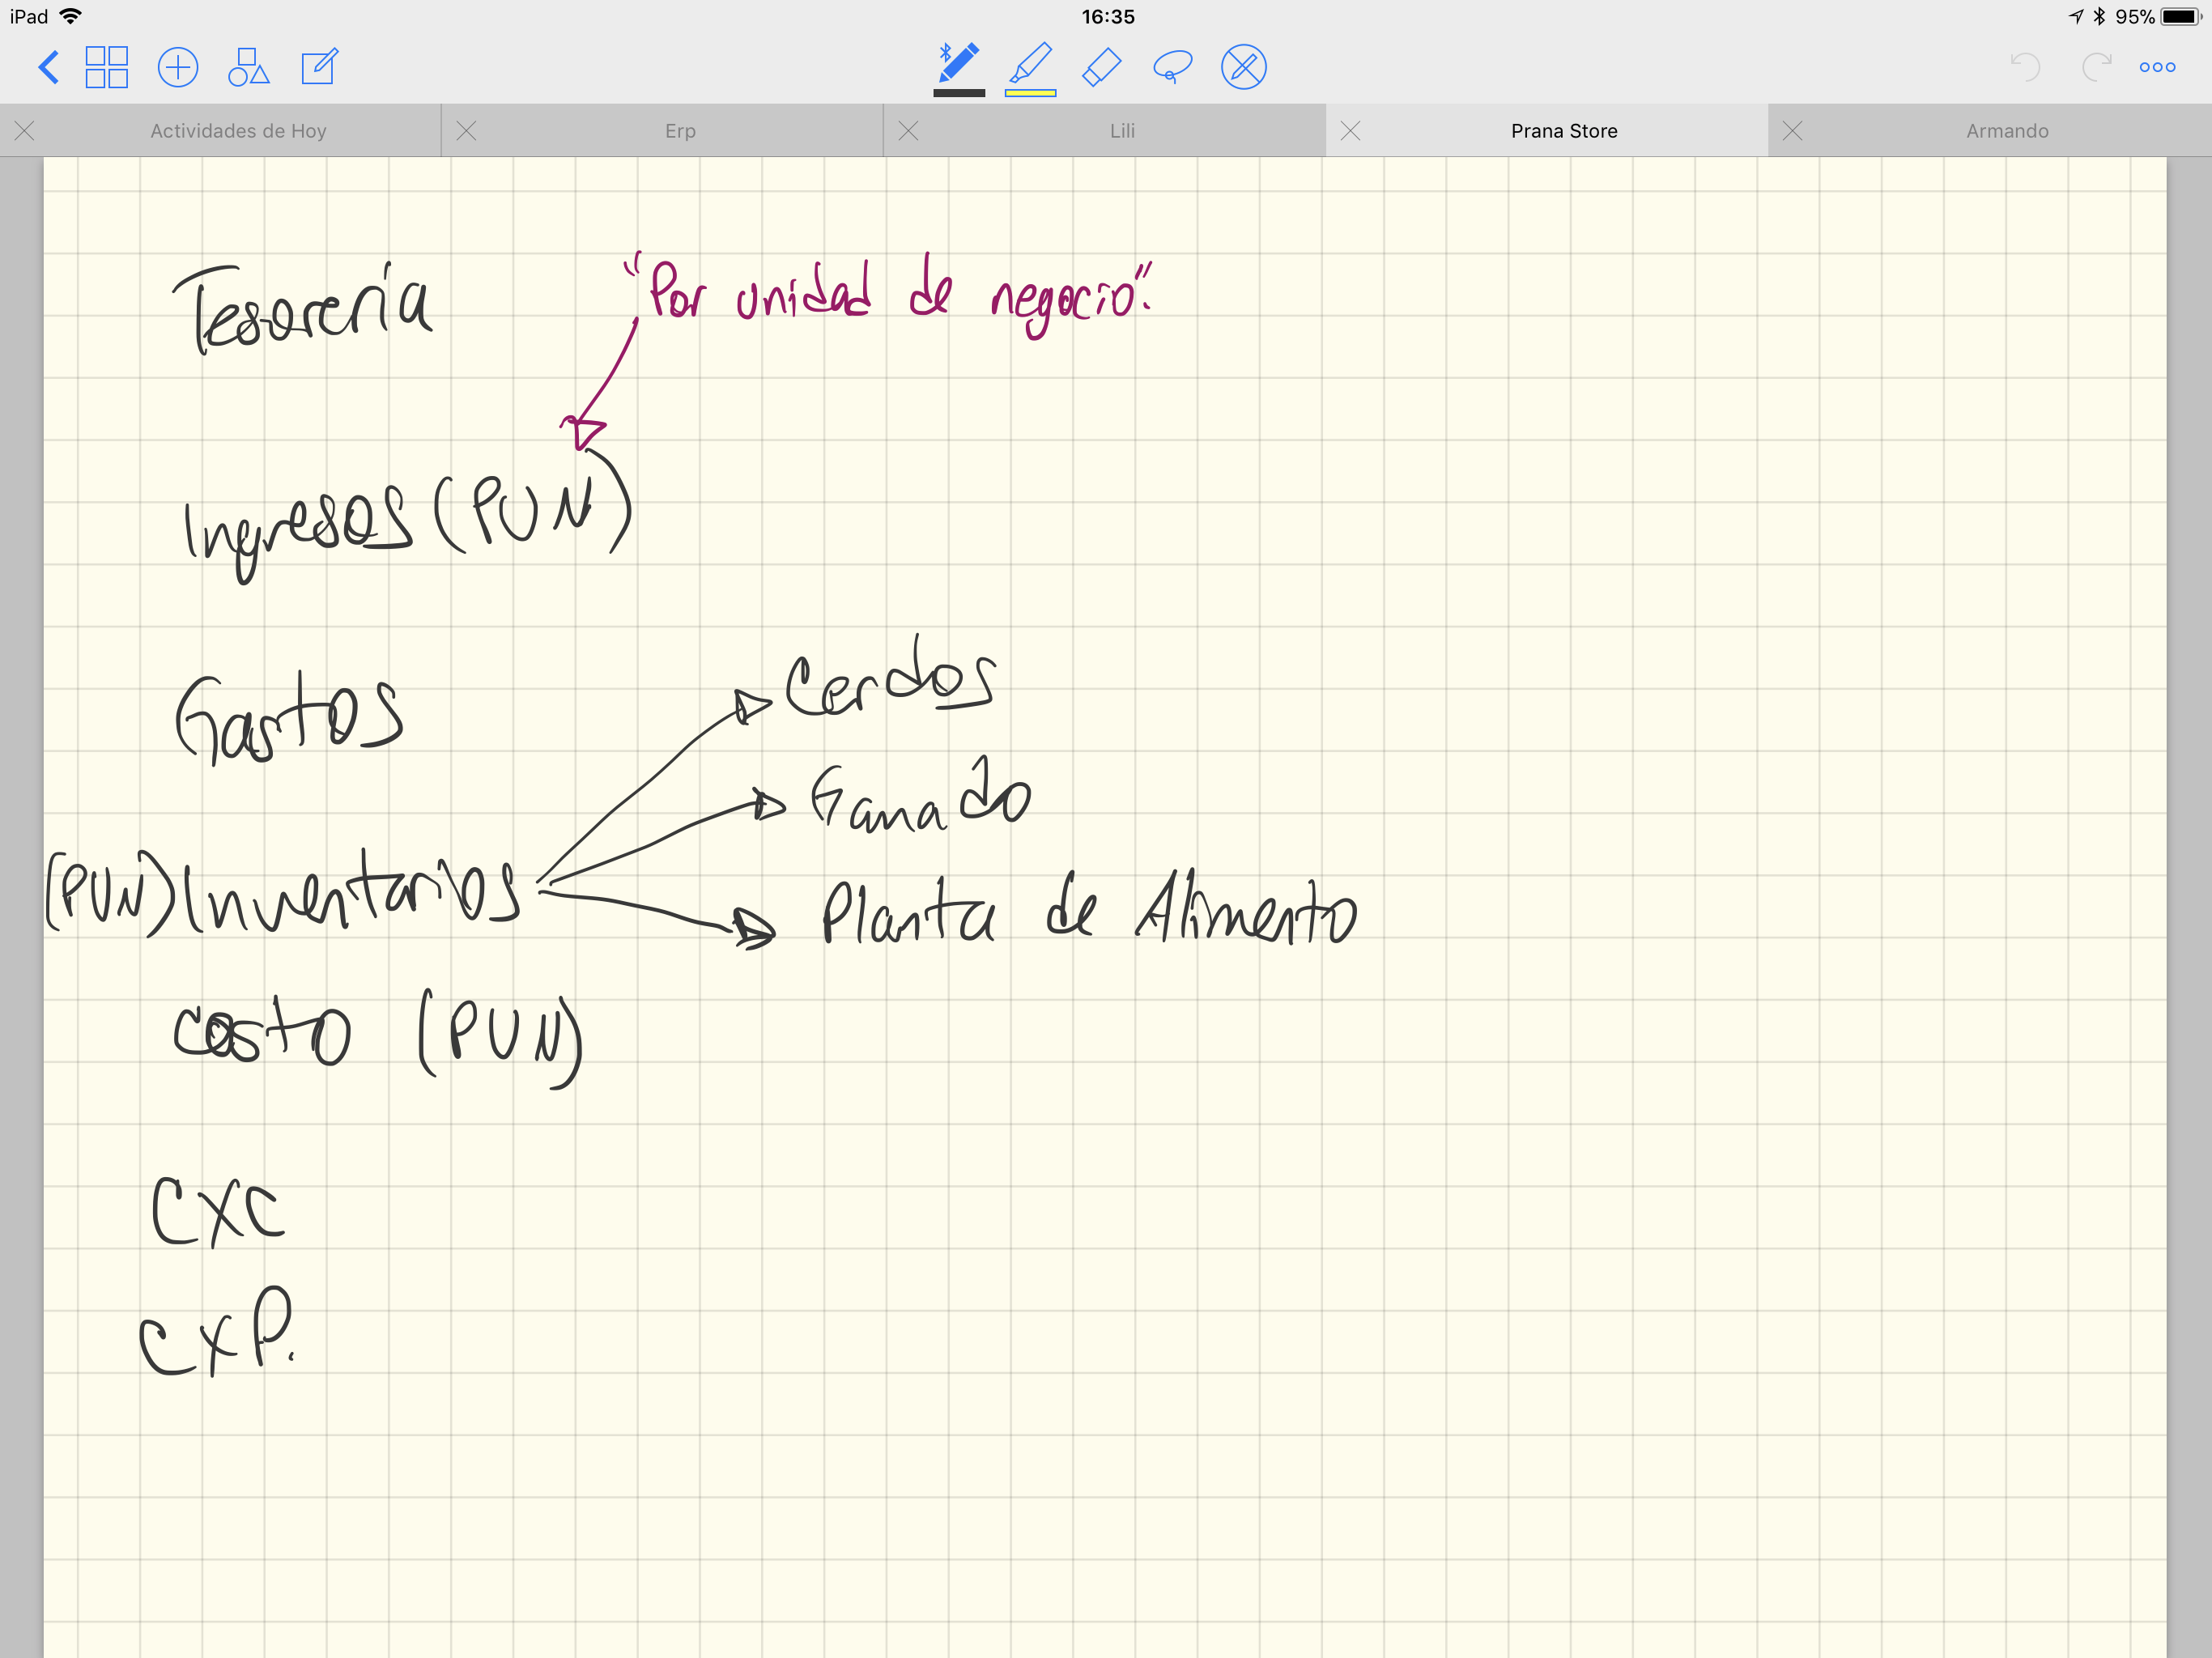 iPad 16:35 95%
Actividades de Hoy Erp Lili Prana Store Armando
Tesorería "Por unidad de negocio".
Ingresos (PUN)
Gastos
Cerdos
Ganado
(PUN) Inventarios
Planta de Alimento
Costo (PUN)
CXC
CXP.